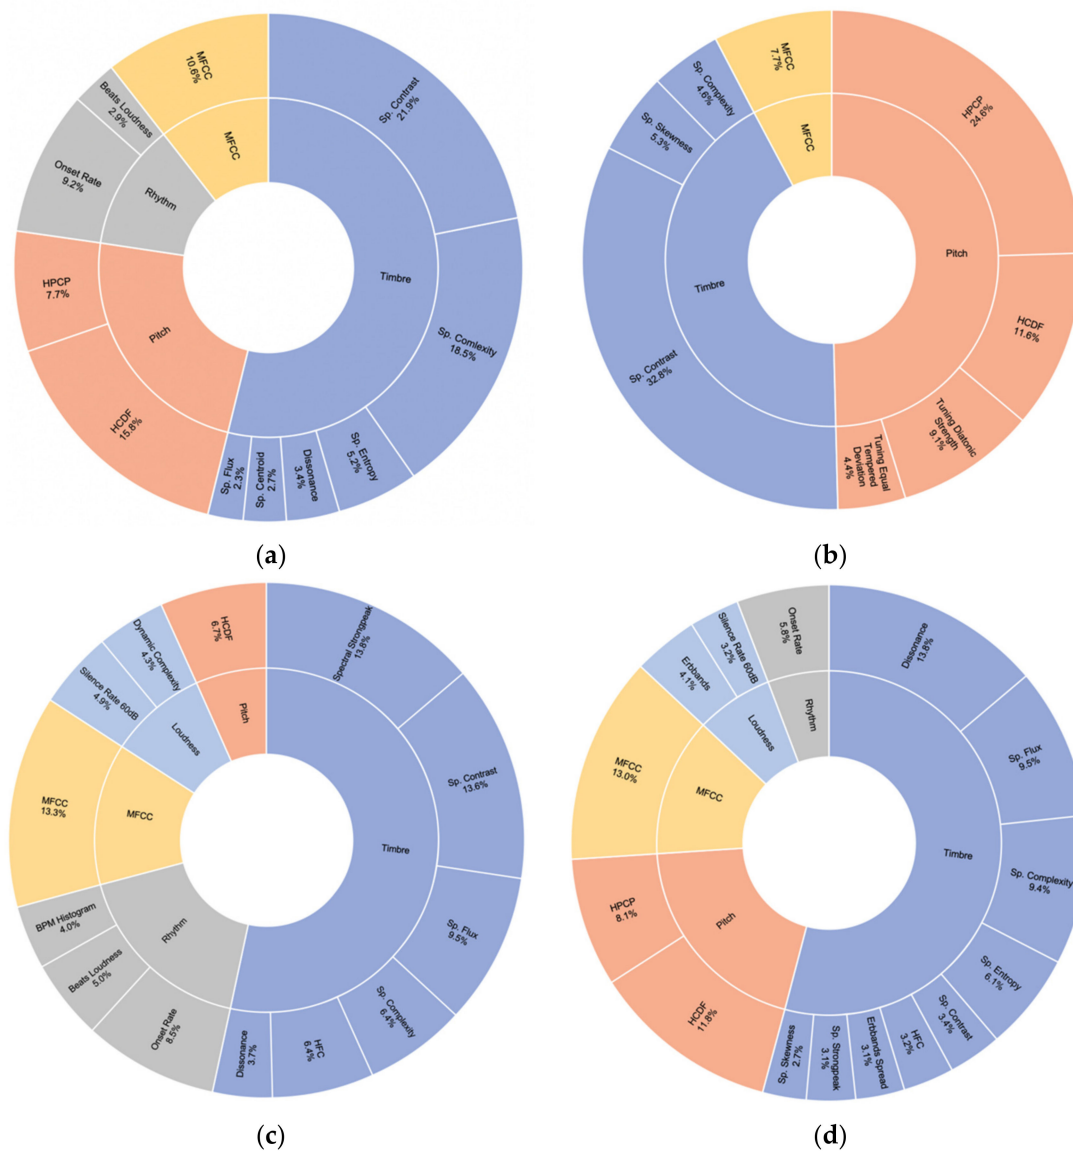 MFCC
10.6%
Sp. Contrast
21.9%
Beats Loudness
2.9%
MFCC
Onset Rate
9.2%
Rhythm
Timbre
HPCP
7.7%
Pitch
Sp. Comlexity
18.5%
HCDF
15.8%
Sp. Flux
2.3%
Sp. Centroid
2.7%
Dissonance
3.4%
Sp. Entropy
5.2%
(a)
MFCC
7.7%
HPCP
24.6%
Sp. Complexity
4.6%
Sp. Skewness
5.3%
MFCC
Pitch
Timbre
HCDF
11.6%
Sp. Contrast
32.8%
Tuning Diatonic
Strength
9.1%
Tuning Equal
Tempered
Deviation
4.4%
(b)
HCDF
6.7%
Spectral Strongpeak
13.8%
Dynamic Complexity
4.3%
Silence Rate 60dB
4.9%
Pitch
Loudness
Sp. Contrast
13.6%
MFCC
13.3%
MFCC
Timbre
BPM Histogram
4.0%
Rhythm
Sp. Flux
9.5%
Beats Loudness
5.0%
Onset Rate
8.5%
Dissonance
3.7%
HFC
6.4%
Sp. Complexity
6.4%
(c)
Onset Rate
5.8%
Dissonance
13.8%
Silence Rate 60dB
3.2%
Erbbands
4.1%
Rhythm
Loudness
Sp. Flux
9.5%
MFCC
13.0%
MFCC
Timbre
Sp. Complexity
9.4%
HPCP
8.1%
Pitch
Sp. Entropy
6.1%
HCDF
11.8%
Sp. Skewness
2.7%
Sp. Strongpeak
3.1%
Erbbands Spread
3.1%
HFC
3.2%
Sp. Contrast
3.4%
(d)